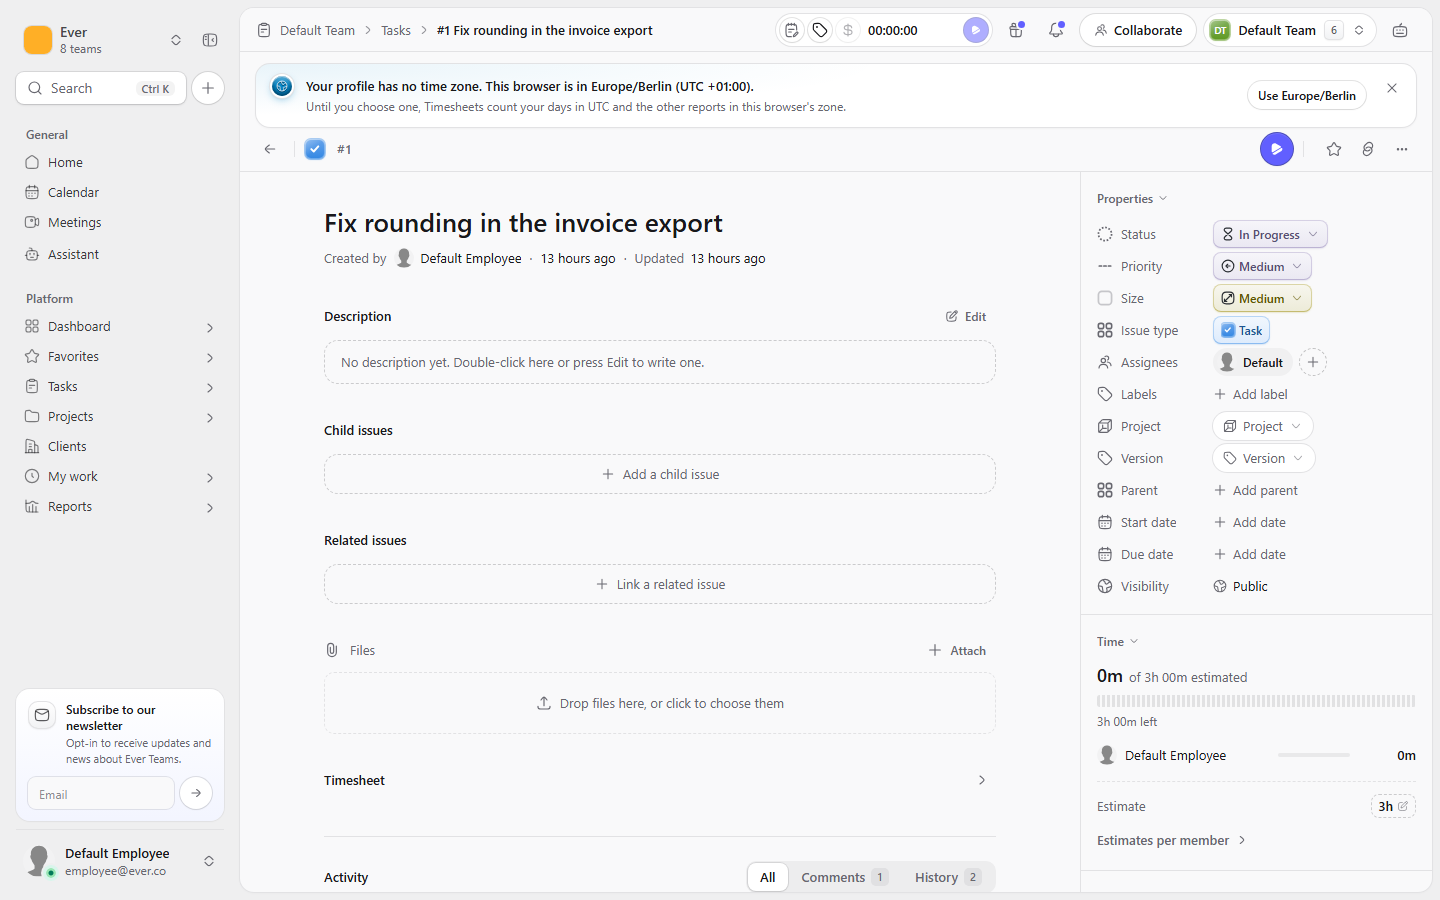 Ever
8 teams
Search
Ctrl K
General
Home
Calendar
Meetings
Assistant
Platform
Dashboard
Favorites
Tasks
Projects
Clients
My work
Reports
Subscribe to our
newsletter
Opt-in to receive updates and
news about Ever Teams.
Email
Default Employee
employee@ever.co
Default Team
Tasks
#1 Fix rounding in the invoice export
00:00:00
Collaborate
DT
Default Team
6
Your profile has no time zone. This browser is in Europe/Berlin (UTC +01:00).
Until you choose one, Timesheets count your days in UTC and the other reports in this browser's zone.
Use Europe/Berlin
#1
Fix rounding in the invoice export
Created by Default Employee · 13 hours ago · Updated 13 hours ago
Description
Edit
No description yet. Double-click here or press Edit to write one.
Child issues
Add a child issue
Related issues
Link a related issue
Files
Attach
Drop files here, or click to choose them
Timesheet
Activity
All
Comments 1
History 2
Properties
Status
In Progress
Priority
Medium
Size
Medium
Issue type
Task
Assignees
Default
Labels
Add label
Project
Project
Version
Version
Parent
Add parent
Start date
Add date
Due date
Add date
Visibility
Public
Time
0m of 3h 00m estimated
3h 00m left
Default Employee
0m
Estimate
3h
Estimates per member